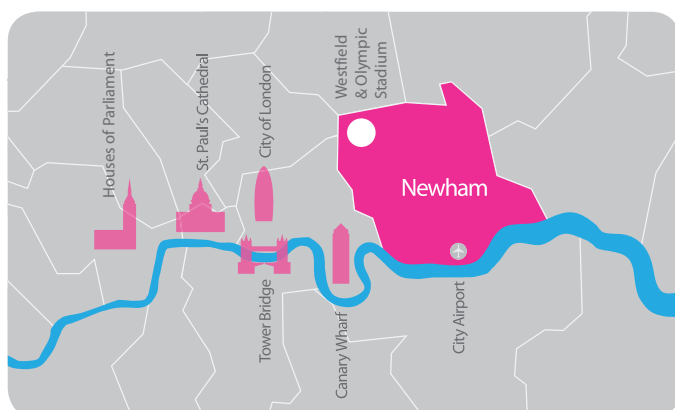 Houses of Parliament
St. Paul's Cathedral
City of London
Westfield
& Olympic
Stadium
Newham
Tower Bridge
Canary Wharf
City Airport